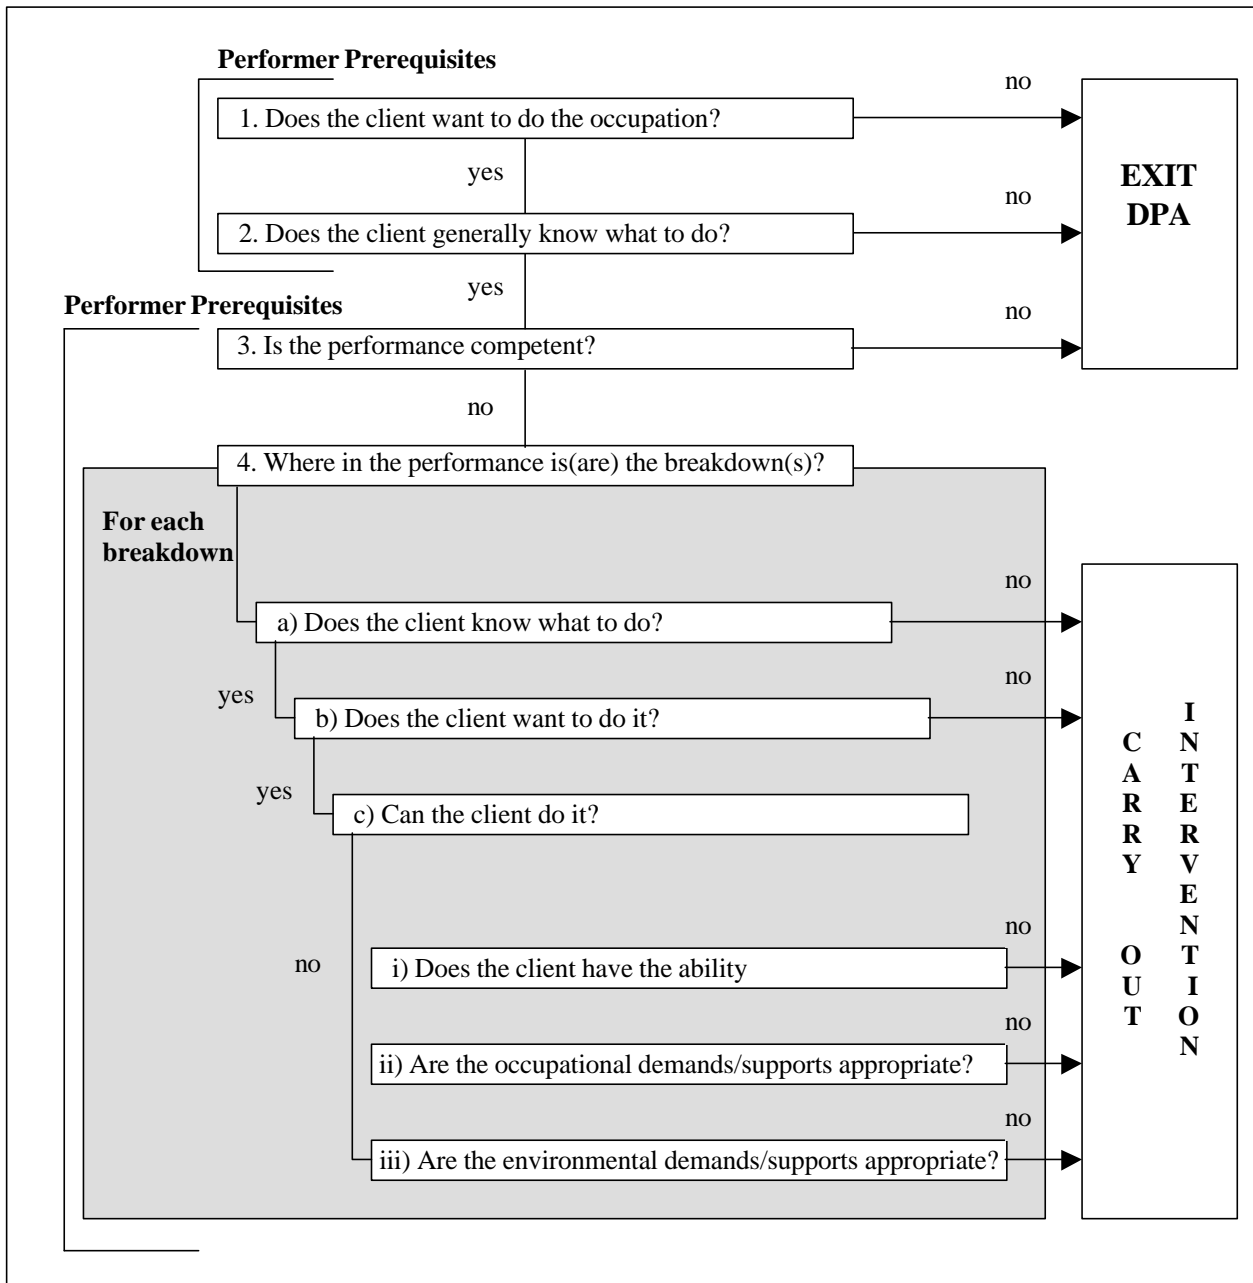 Performer Prerequisites
no
1. Does the client want to do the occupation?
yes
EXIT
DPA
no
2. Does the client generally know what to do?
yes
Performer Prerequisites
no
3. Is the performance competent?
no
4. Where in the performance is(are) the breakdown(s)?
For each
breakdown
no
a) Does the client know what to do?
yes
no
b) Does the client want to do it?
yes
c) Can the client do it?
no
no
i) Does the client have the ability
no
ii) Are the occupational demands/supports appropriate?
no
iii) Are the environmental demands/supports appropriate?
CARRY OUT
INTERVENTION